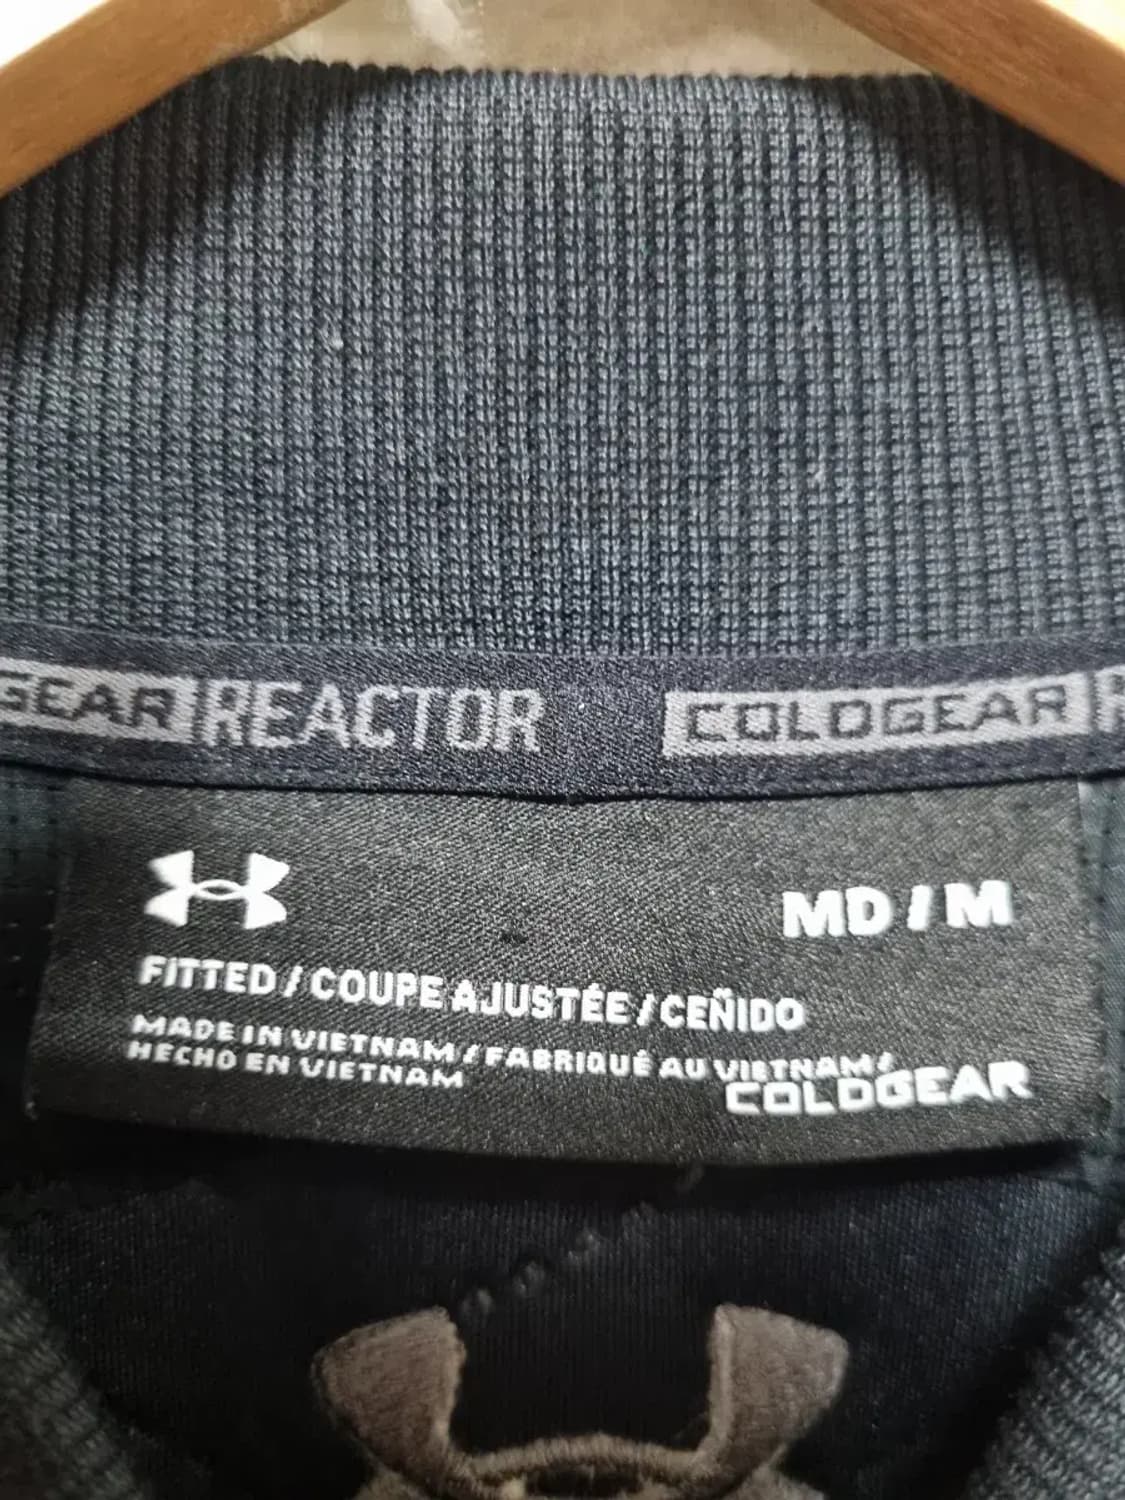 GEAR REACTOR COLDGEAR R
MD / M
FITTED / COUPE AJUSTÉE / CEÑIDO
MADE IN VIETNAM / FABRIQUÉ AU VIETNAM /
HECHO EN VIETNAM
COLDGEAR